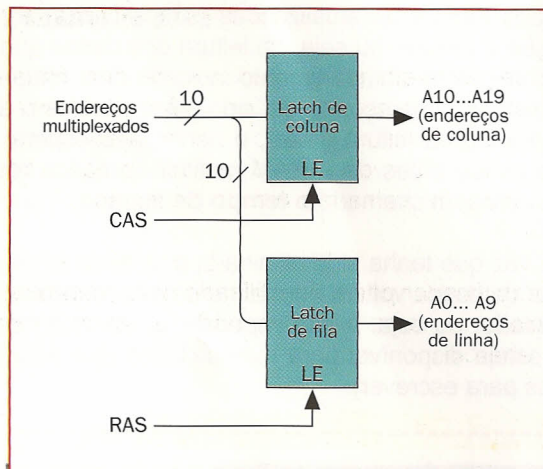 Endereços
multiplexados
10
10
Latch de
coluna
LE
A10...A19
(endereços
de coluna)
CAS
Latch
de fila
LE
A0... A9
(endereços
de linha)
RAS